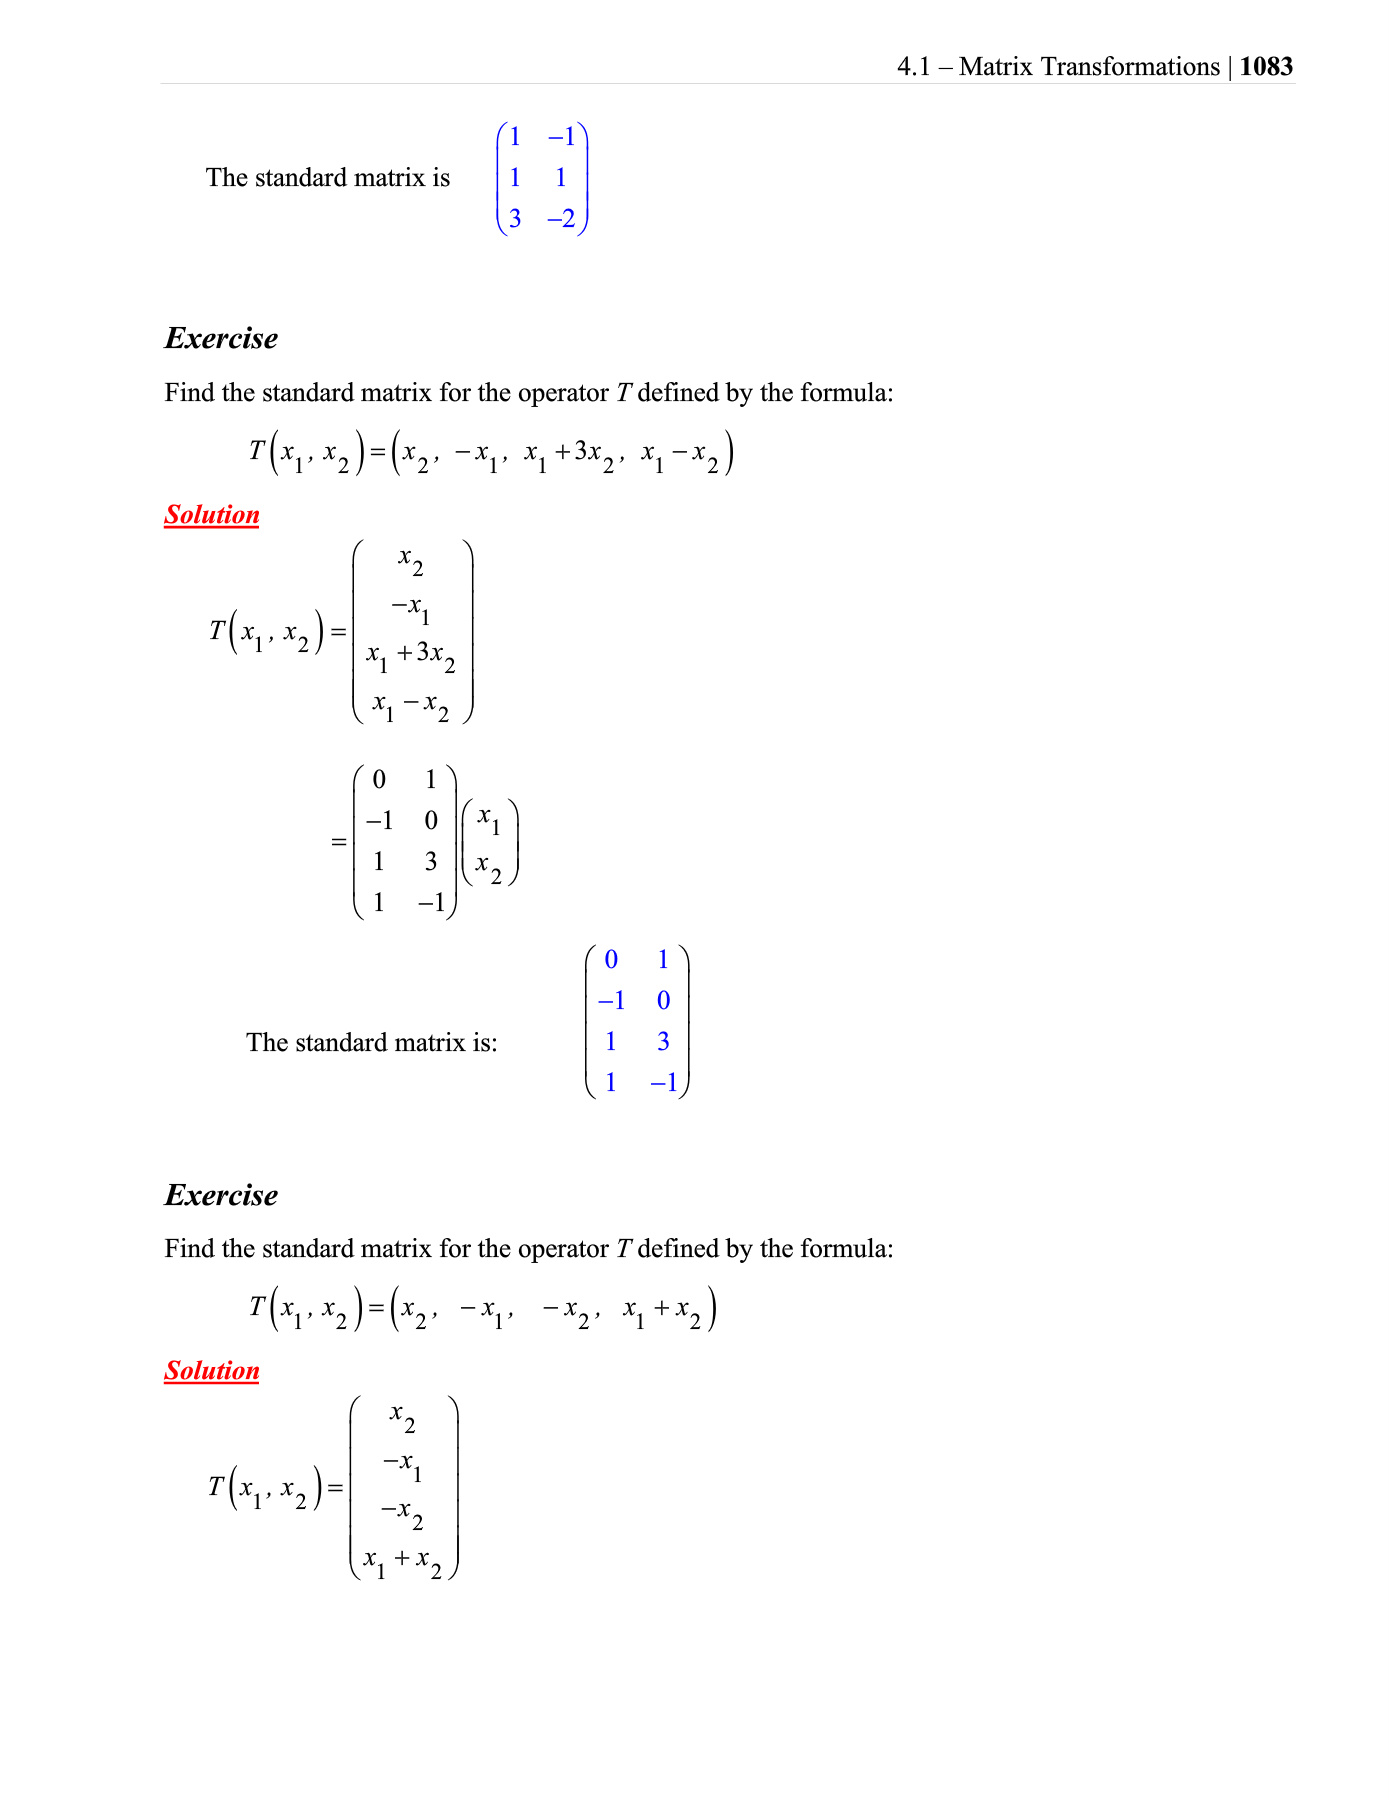 4.1 – Matrix Transformations | 1083
The standard matrix is \begin{pmatrix} 1 & -1 \\ 1 & 1 \\ 3 & -2 \end{pmatrix}
Exercise
Find the standard matrix for the operator T defined by the formula:
T(x_1, x_2) = (x_2, -x_1, x_1 + 3x_2, x_1 - x_2)
Solution
T(x_1, x_2) = \begin{pmatrix} x_2 \\ -x_1 \\ x_1 + 3x_2 \\ x_1 - x_2 \end{pmatrix}
= \begin{pmatrix} 0 & 1 \\ -1 & 0 \\ 1 & 3 \\ 1 & -1 \end{pmatrix} \begin{pmatrix} x_1 \\ x_2 \end{pmatrix}
The standard matrix is: \begin{pmatrix} 0 & 1 \\ -1 & 0 \\ 1 & 3 \\ 1 & -1 \end{pmatrix}
Exercise
Find the standard matrix for the operator T defined by the formula:
T(x_1, x_2) = (x_2, -x_1, -x_2, x_1 + x_2)
Solution
T(x_1, x_2) = \begin{pmatrix} x_2 \\ -x_1 \\ -x_2 \\ x_1 + x_2 \end{pmatrix}